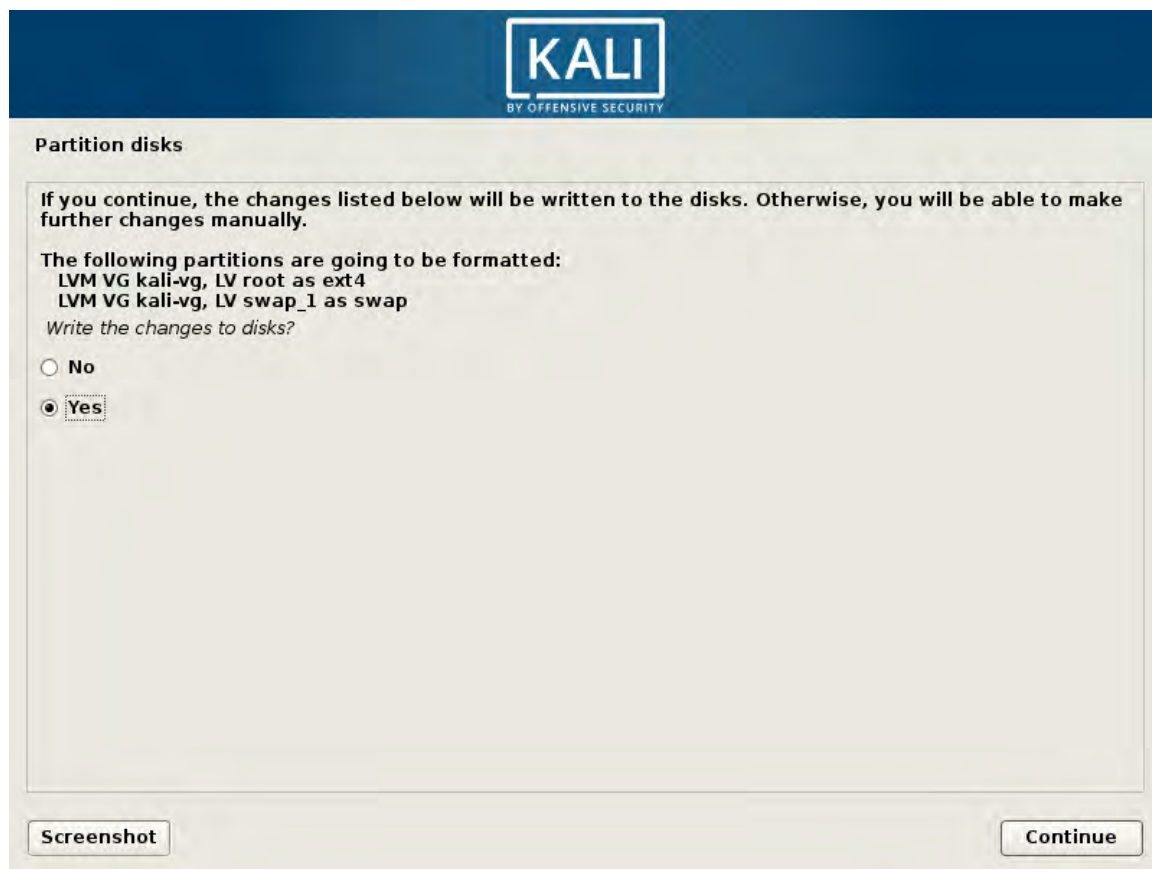 KALI
BY OFFENSIVE SECURITY
Partition disks
If you continue, the changes listed below will be written to the disks. Otherwise, you will be able to make
further changes manually.
The following partitions are going to be formatted:
LVM VG kali-vg, LV root as ext4
LVM VG kali-vg, LV swap_1 as swap
Write the changes to disks?
No
Yes
Screenshot
Continue